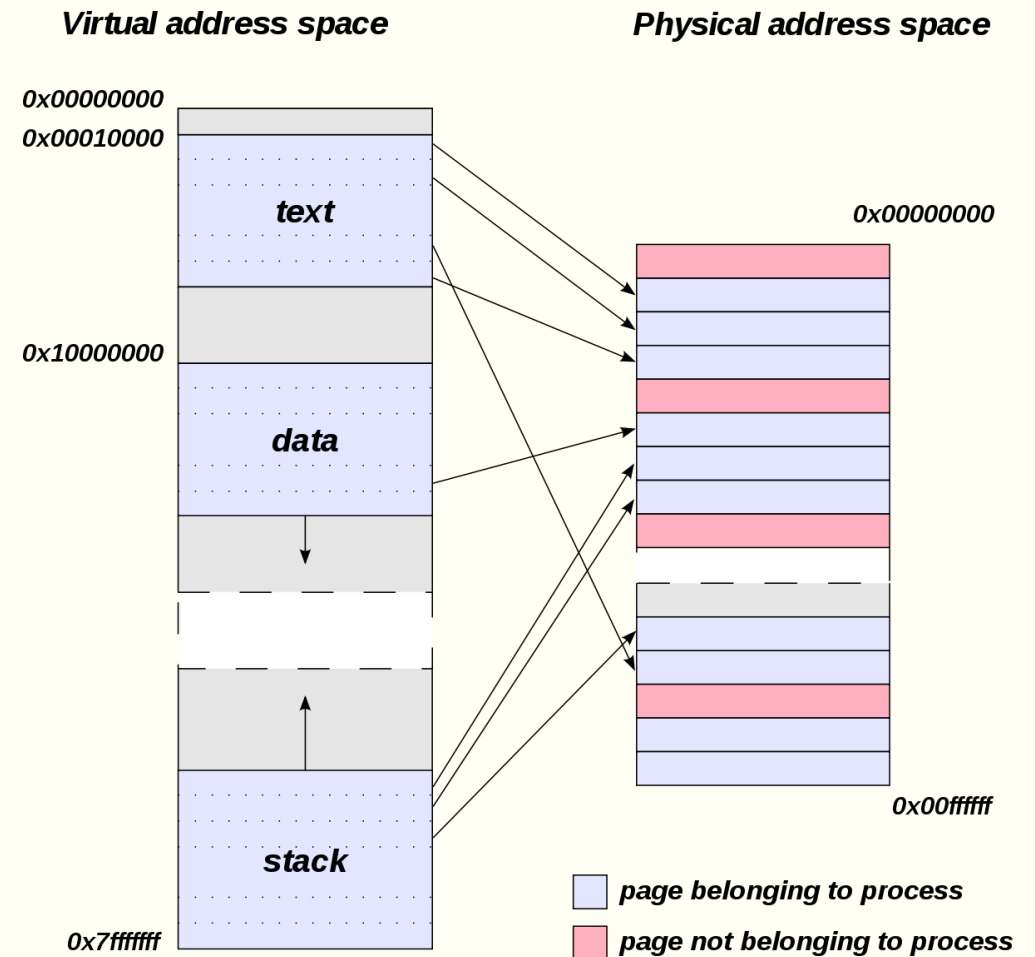 Virtual address space
Physical address space
0x00000000
0x00010000
text
0x00000000
0x10000000
data
0x00ffffff
stack
page belonging to process
0x7fffffff
page not belonging to process